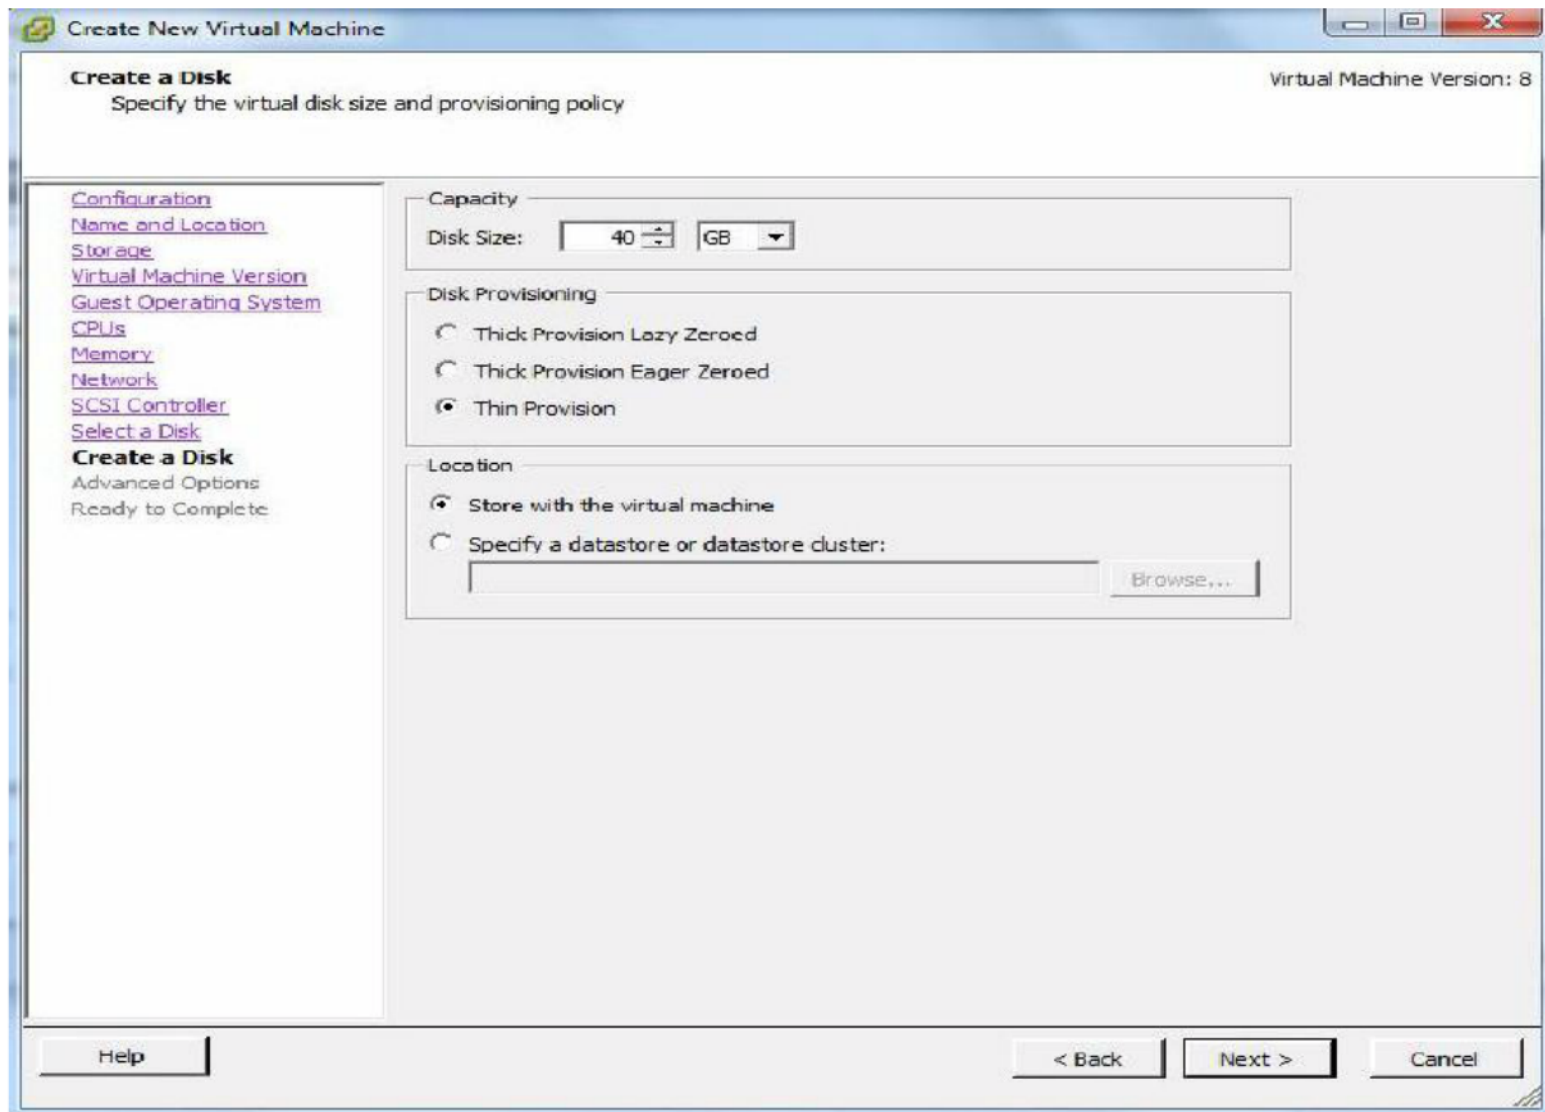 Create New Virtual Machine
Create a Disk
Virtual Machine Version: 8
Specify the virtual disk size and provisioning policy
Configuration
Name and Location
Storage
Virtual Machine Version
Guest Operating System
CPUs
Memory
Network
SCSI Controller
Select a Disk
Create a Disk
Advanced Options
Ready to Complete
Capacity
Disk Size: 40 GB
Disk Provisioning
Thick Provision Lazy Zeroed
Thick Provision Eager Zeroed
Thin Provision
Location
Store with the virtual machine
Specify a datastore or datastore cluster:
Browse...
Help
< Back
Next >
Cancel